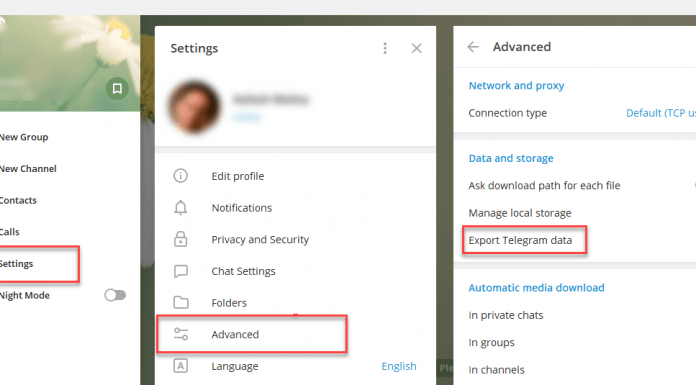 New Group
New Channel
Contacts
Calls
Settings
Night Mode
Settings
Edit profile
Notifications
Privacy and Security
Chat Settings
Folders
Advanced
Language English
Advanced
Network and proxy
Connection type Default (TCP us
Data and storage
Ask download path for each file
Manage local storage
Export Telegram data
Automatic media download
In private chats
In groups
In channels
Ple